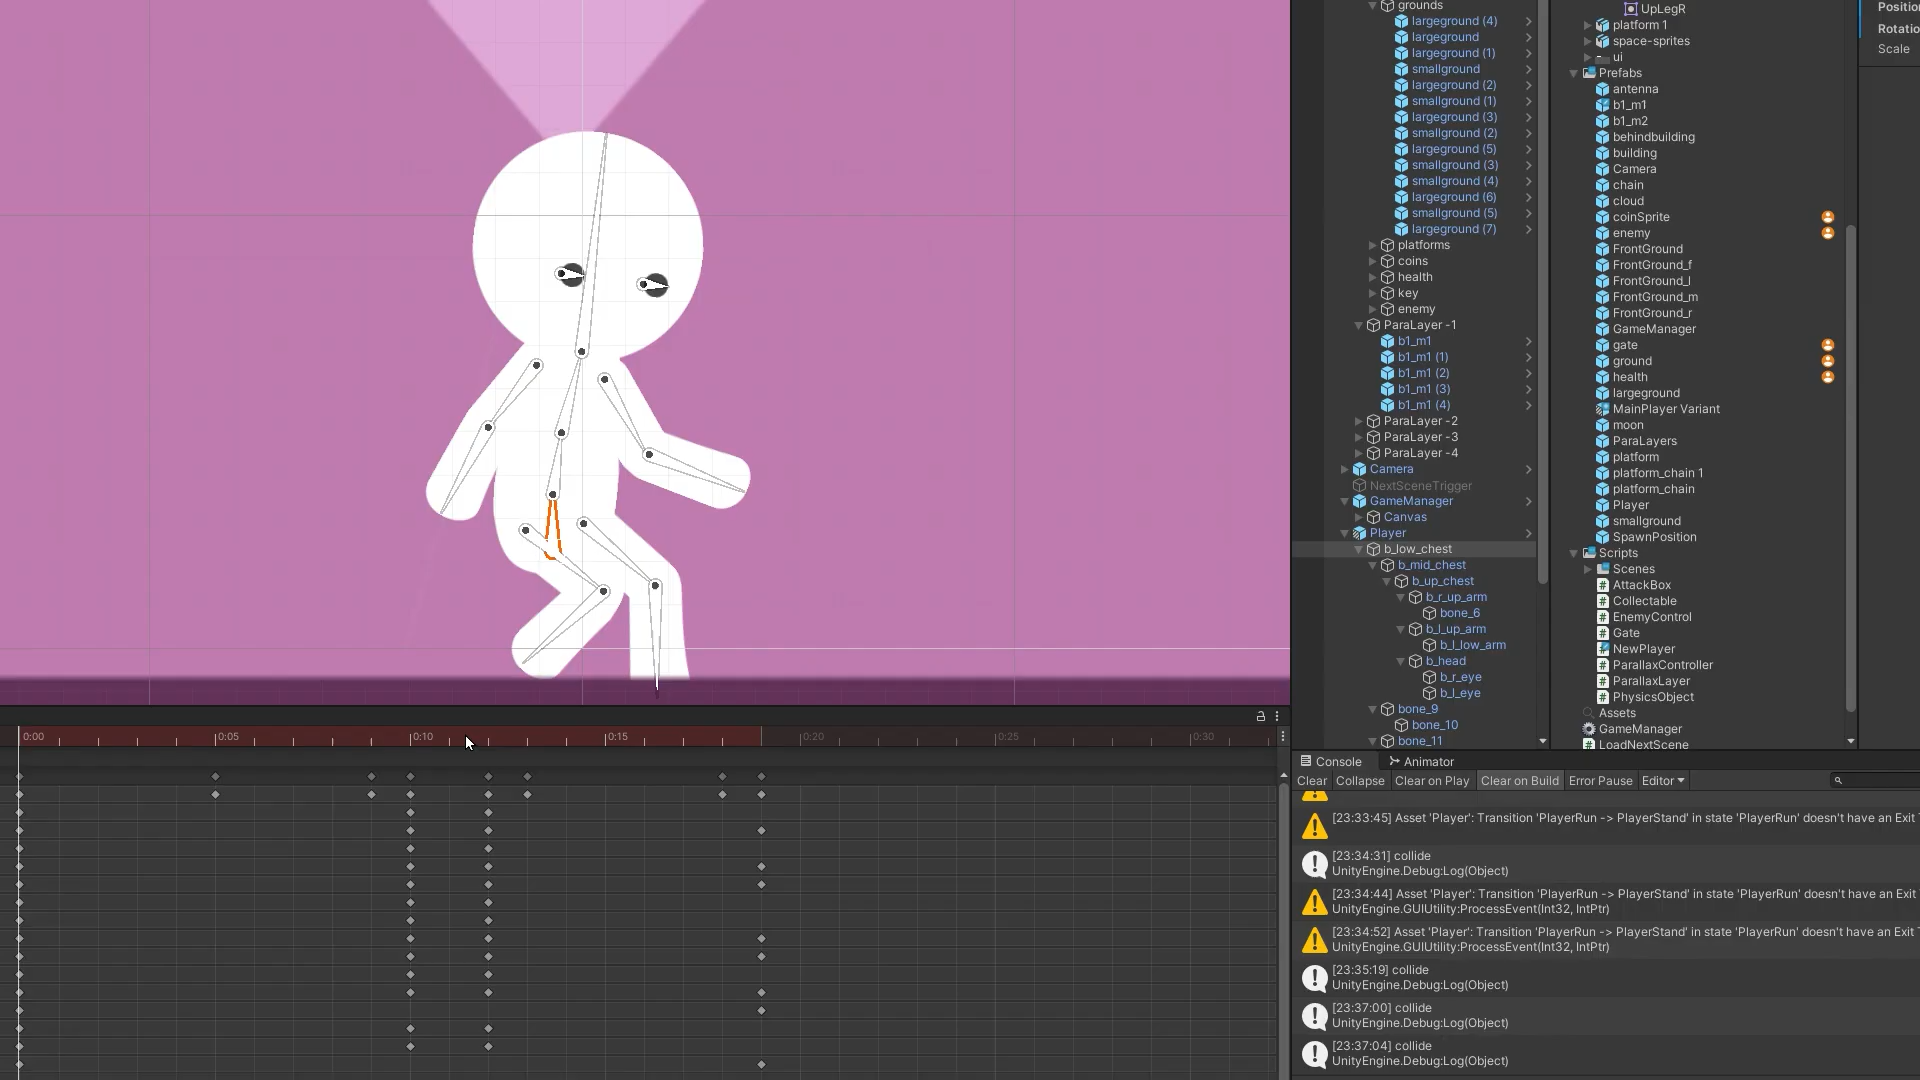 grounds
largeground (4)
largeground
largeground (1)
smallground
largeground (2)
smallground (1)
largeground (3)
smallground (2)
largeground (5)
smallground (3)
smallground (4)
largeground (6)
smallground (5)
largeground (7)
platforms
coins
health
key
enemy
ParaLayer -1
b1_m1
b1_m1 (1)
b1_m1 (2)
b1_m1 (3)
b1_m1 (4)
ParaLayer -2
ParaLayer -3
ParaLayer -4
Camera
NextSceneTrigger
GameManager
Canvas
Player
b_low_chest
b_mid_chest
b_up_chest
b_r_up_arm
bone_6
b_l_up_arm
b_l_low_arm
b_head
b_r_eye
b_l_eye
bone_9
bone_10
bone_11
UpLegR
platform 1
space-sprites
ui
Prefabs
antenna
b1_m1
b1_m2
behindbuilding
building
Camera
chain
cloud
coinSprite
enemy
FrontGround
FrontGround_f
FrontGround_l
FrontGround_m
FrontGround_r
GameManager
gate
ground
health
largeground
MainPlayer Variant
moon
ParaLayers
platform
platform_chain 1
platform_chain
Player
smallground
SpawnPosition
Scripts
Scenes
AttackBox
Collectable
EnemyControl
Gate
NewPlayer
ParallaxController
ParallaxLayer
PhysicsObject
Assets
GameManager
LoadNextScene
Positio
Rotatio
Scale
0:00 0:05 0:10 0:15 0:20 0:25 0:30
Console Animator
Clear Collapse Clear on Play Clear on Build Error Pause Editor
[23:33:45] Asset 'Player': Transition 'PlayerRun -> PlayerStand' in state 'PlayerRun' doesn't have an Exit
[23:34:31] collide
UnityEngine.Debug:Log(Object)
[23:34:44] Asset 'Player': Transition 'PlayerRun -> PlayerStand' in state 'PlayerRun' doesn't have an Exit
UnityEngine.GUIUtility:ProcessEvent(Int32, IntPtr)
[23:34:52] Asset 'Player': Transition 'PlayerRun -> PlayerStand' in state 'PlayerRun' doesn't have an Exit
UnityEngine.GUIUtility:ProcessEvent(Int32, IntPtr)
[23:35:19] collide
UnityEngine.Debug:Log(Object)
[23:37:00] collide
UnityEngine.Debug:Log(Object)
[23:37:04] collide
UnityEngine.Debug:Log(Object)